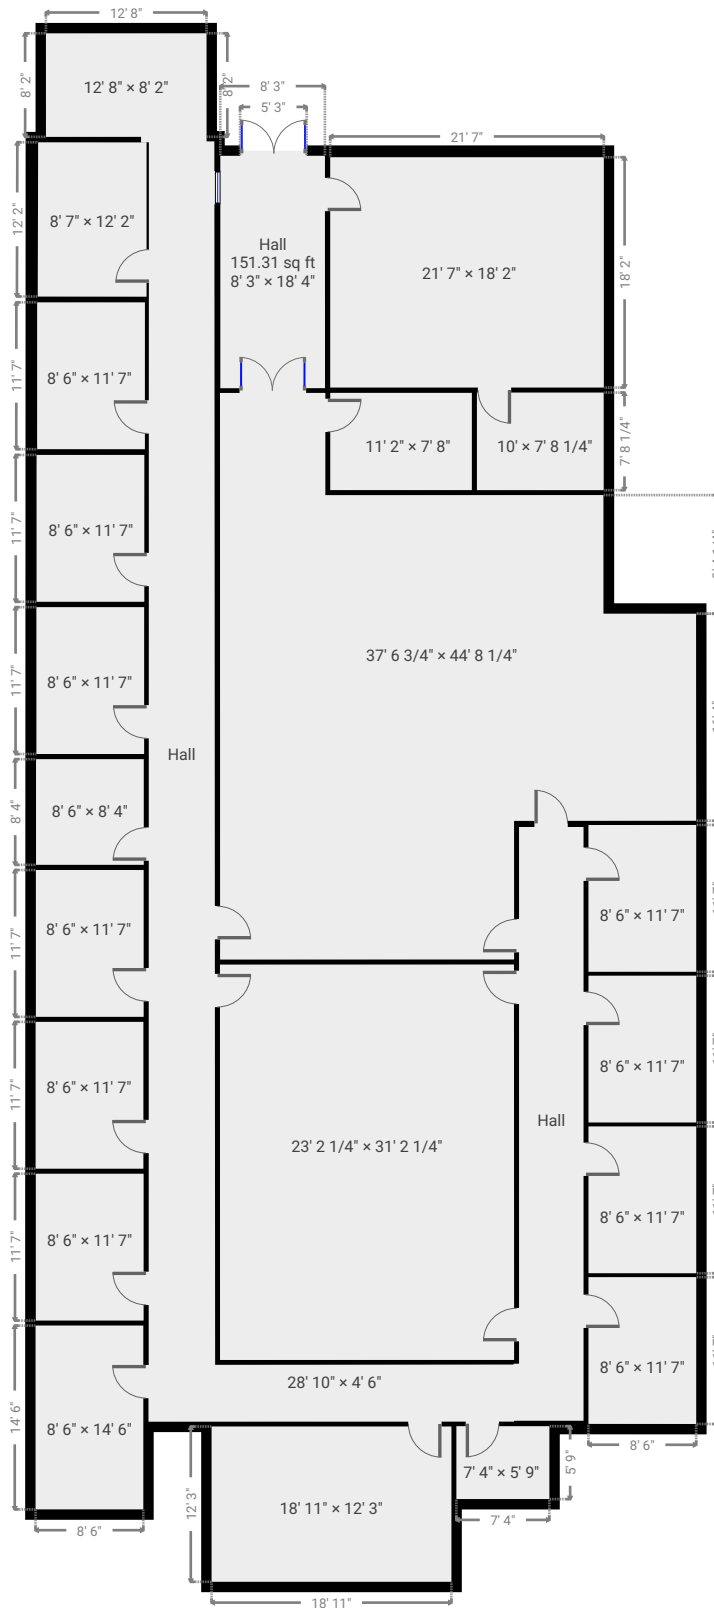 12' 8"
8' 2"
12' 8" × 8' 2"
8' 2"
8' 3"
5' 3"
21' 7"
12' 2"
8' 7" × 12' 2"
Hall
151.31 sq ft
8' 3" × 18' 4"
21' 7" × 18' 2"
18' 2"
11' 7"
8' 6" × 11' 7"
11' 2" × 7' 8"
10' × 7' 8 1/4"
7' 8 1/4"
11' 7"
8' 6" × 11' 7"
37' 6 3/4" × 44' 8 1/4"
11' 7"
8' 6" × 11' 7"
Hall
8' 4"
8' 6" × 8' 4"
11' 7"
8' 6" × 11' 7"
8' 6" × 11' 7"
11' 7"
8' 6" × 11' 7"
8' 6" × 11' 7"
23' 2 1/4" × 31' 2 1/4"
Hall
11' 7"
8' 6" × 11' 7"
8' 6" × 11' 7"
28' 10" × 4' 6"
8' 6" × 11' 7"
14' 6"
8' 6" × 14' 6"
8' 6"
12' 3"
18' 11" × 12' 3"
7' 4" × 5' 9"
5' 9"
8' 6"
7' 4"
18' 11"